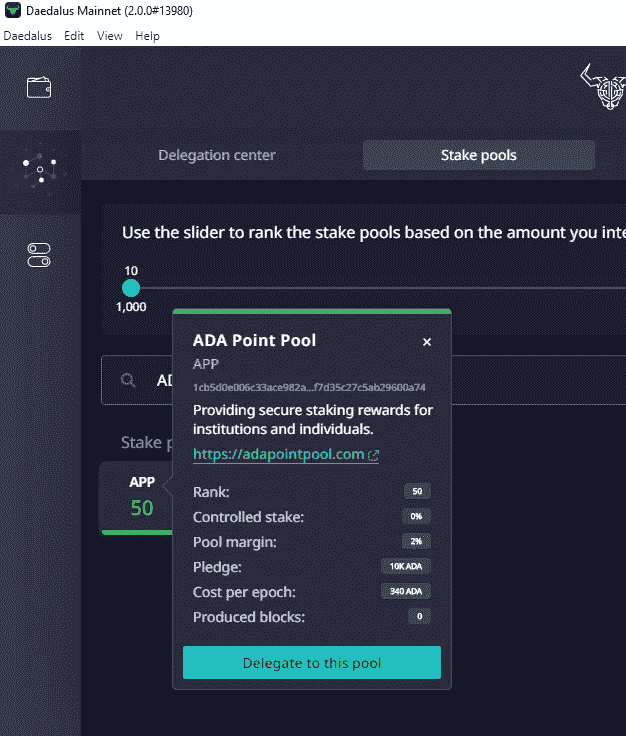 Daedalus Mainnet (2.0.0#13980)
Daedalus Edit View Help
Delegation center Stake pools
Use the slider to rank the stake pools based on the amount you inte
10
1,000
AD
Stake p
APP
50
ADA Point Pool ×
APP
1cb5d0e006c33ace982a...f7d35c27c5ab29600a74
Providing secure staking rewards for
institutions and individuals.
https://adapointpool.com
Rank: 50
Controlled stake: 0%
Pool margin: 2%
Pledge: 10K ADA
Cost per epoch: 340 ADA
Produced blocks: 0
Delegate to this pool